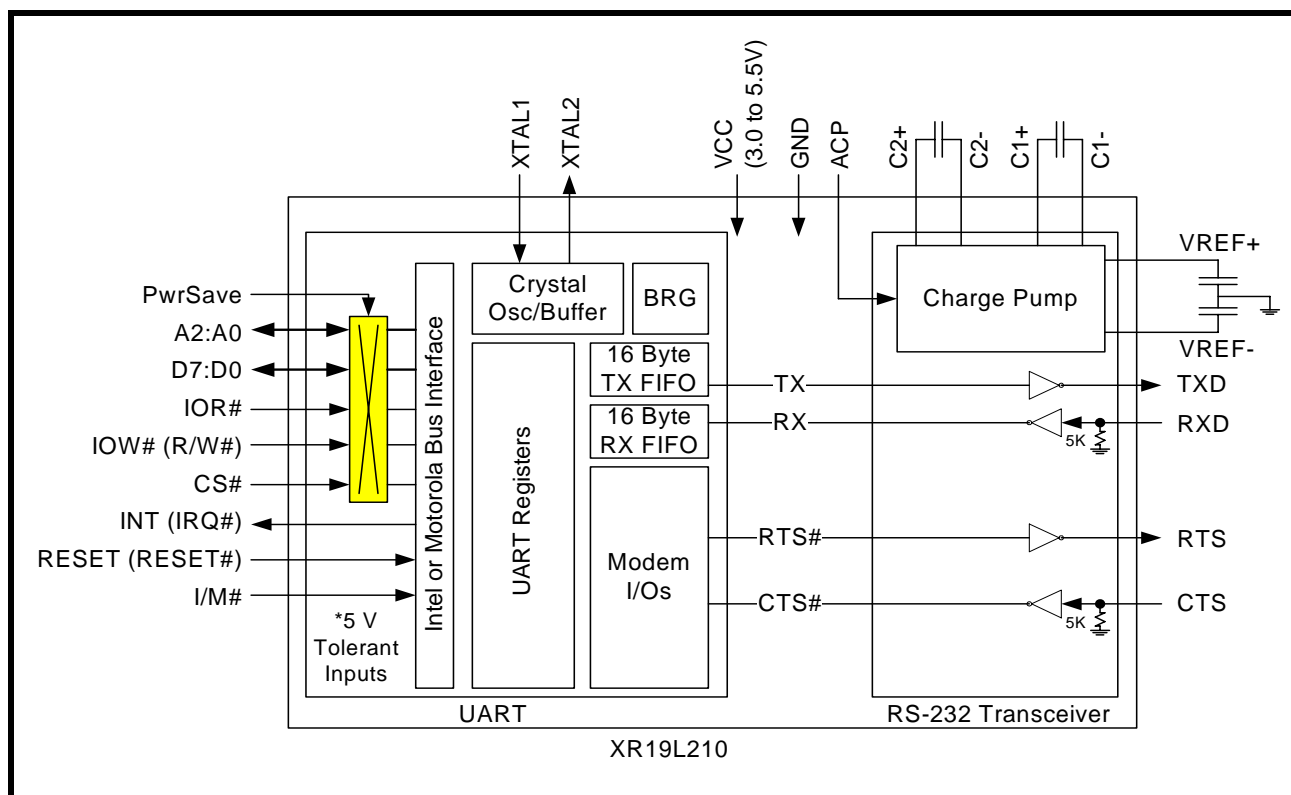 XTAL1
XTAL2
VCC
(3.0 to 5.5V)
GND
ACP
C2+
C2-
C1+
C1-
PwrSave
A2:A0
D7:D0
IOR#
IOW# (R/W#)
CS#
INT (IRQ#)
RESET (RESET#)
I/M#
*5 V
Tolerant
Inputs
Intel or Motorola Bus Interface
Crystal
Osc/Buffer
BRG
UART Registers
16 Byte
TX FIFO
16 Byte
RX FIFO
Modem
I/Os
TX
RX
RTS#
CTS#
Charge Pump
5K
5K
VREF+
VREF-
TXD
RXD
RTS
CTS
UART
RS-232 Transceiver
XR19L210